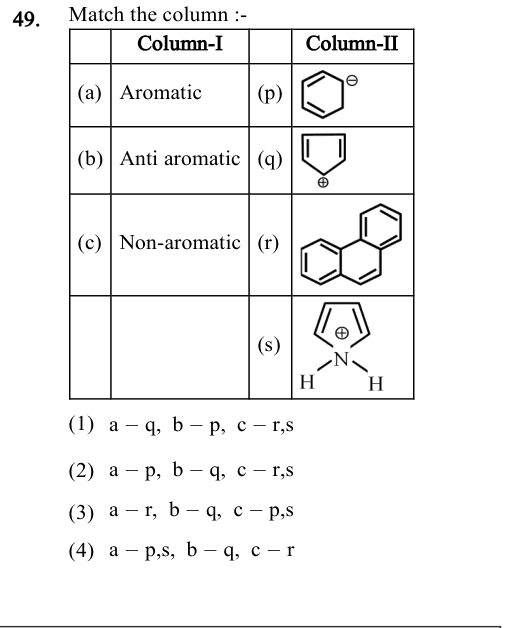 49. Match the column :-
Column-I Column-II
(a) Aromatic (p) ⊖
(b) Anti aromatic (q) ⊕
(c) Non-aromatic (r)
(s) ⊕
N
H H
(1) a – q, b – p, c – r,s
(2) a – p, b – q, c – r,s
(3) a – r, b – q, c – p,s
(4) a – p,s, b – q, c – r